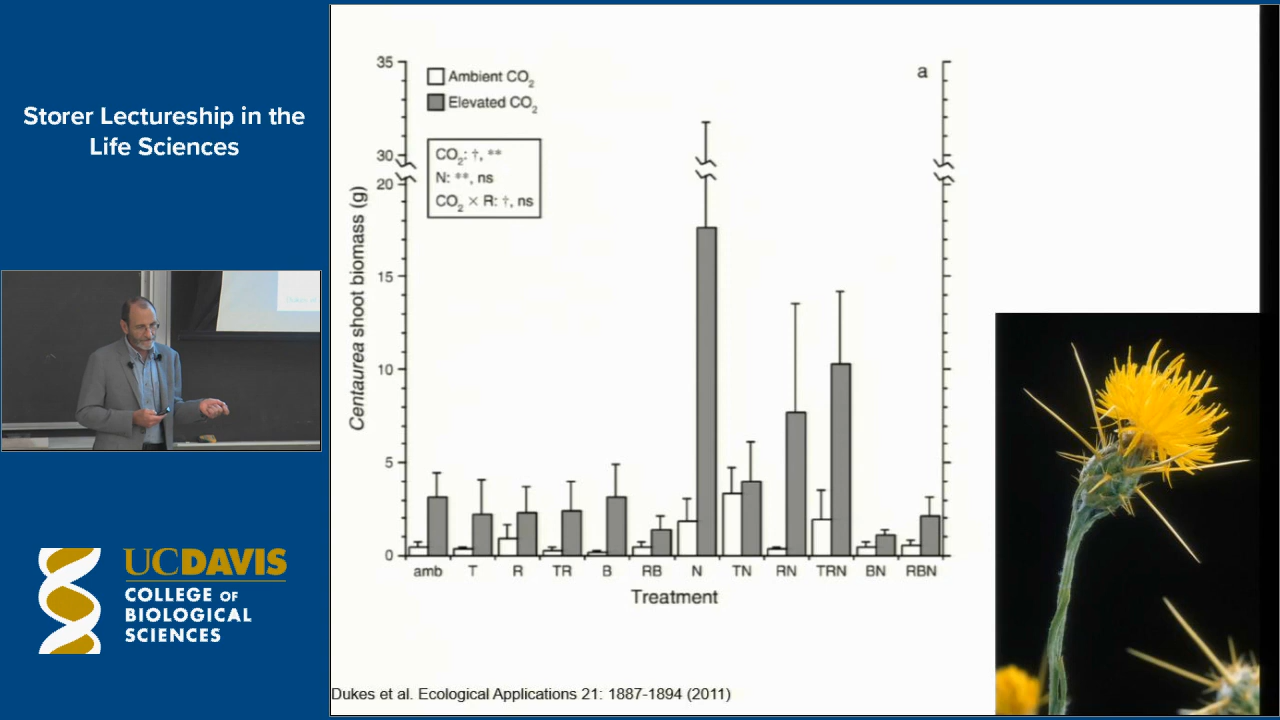 Storer Lectureship in the
Life Sciences
UCDAVIS
COLLEGE OF
BIOLOGICAL
SCIENCES
a
Ambient CO₂
Elevated CO₂
CO₂: †, **
N: **, ns
CO₂ × R: †, ns
35
30
20
15
10
5
0
Centaurea shoot biomass (g)
amb T R TR B RB N TN RN TRN BN RBN
Treatment
Dukes et al. Ecological Applications 21: 1887-1894 (2011)